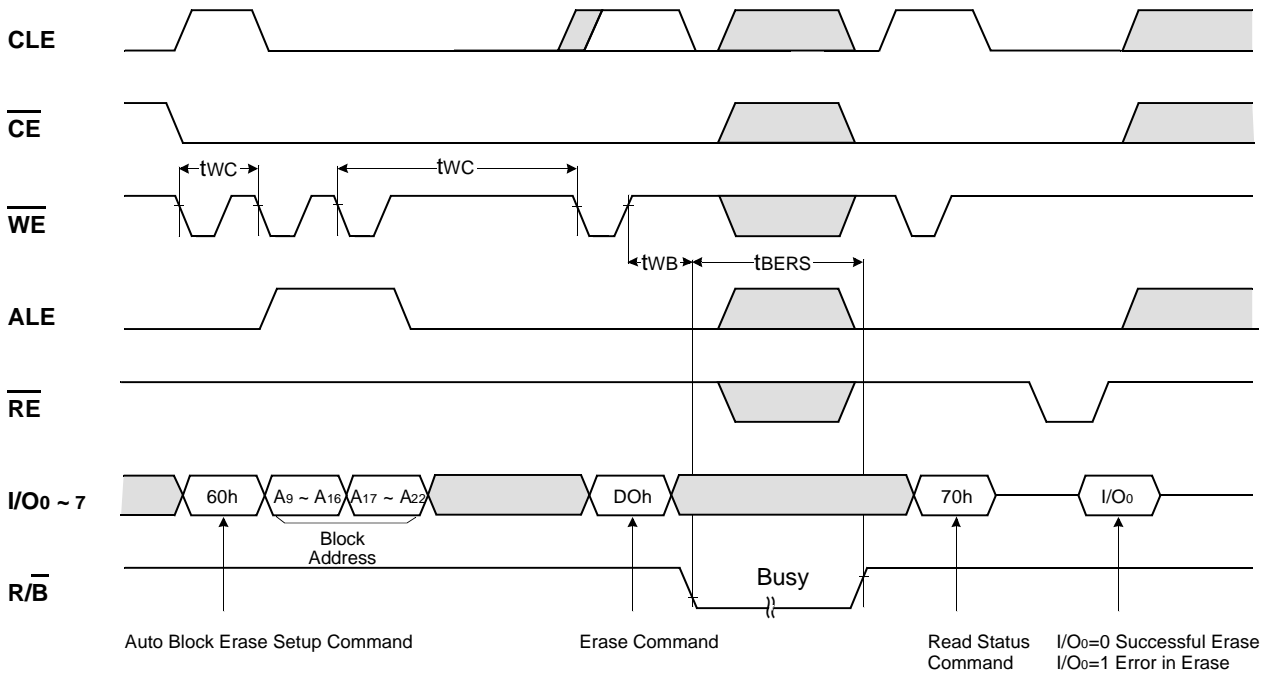 CLE
CE
tWC
tWC
WE
tWB
tBERS
ALE
RE
I/O0 ~ 7
60h
A9 ~ A16
A17 ~ A22
DOh
70h
I/O0
Block
Address
R/B
Busy
Auto Block Erase Setup Command
Erase Command
Read Status
Command
I/O0=0 Successful Erase
I/O0=1 Error in Erase